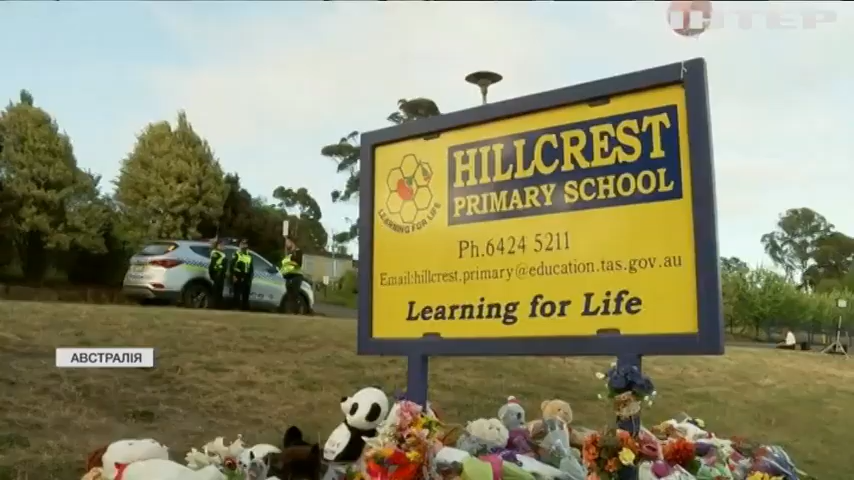 ІНТЕР
HILLCREST
PRIMARY SCHOOL
LEARNING FOR LIFE
Ph.6424 5211
Email:hillcrest.primary@education.tas.gov.au
Learning for Life
АВСТРАЛІЯ